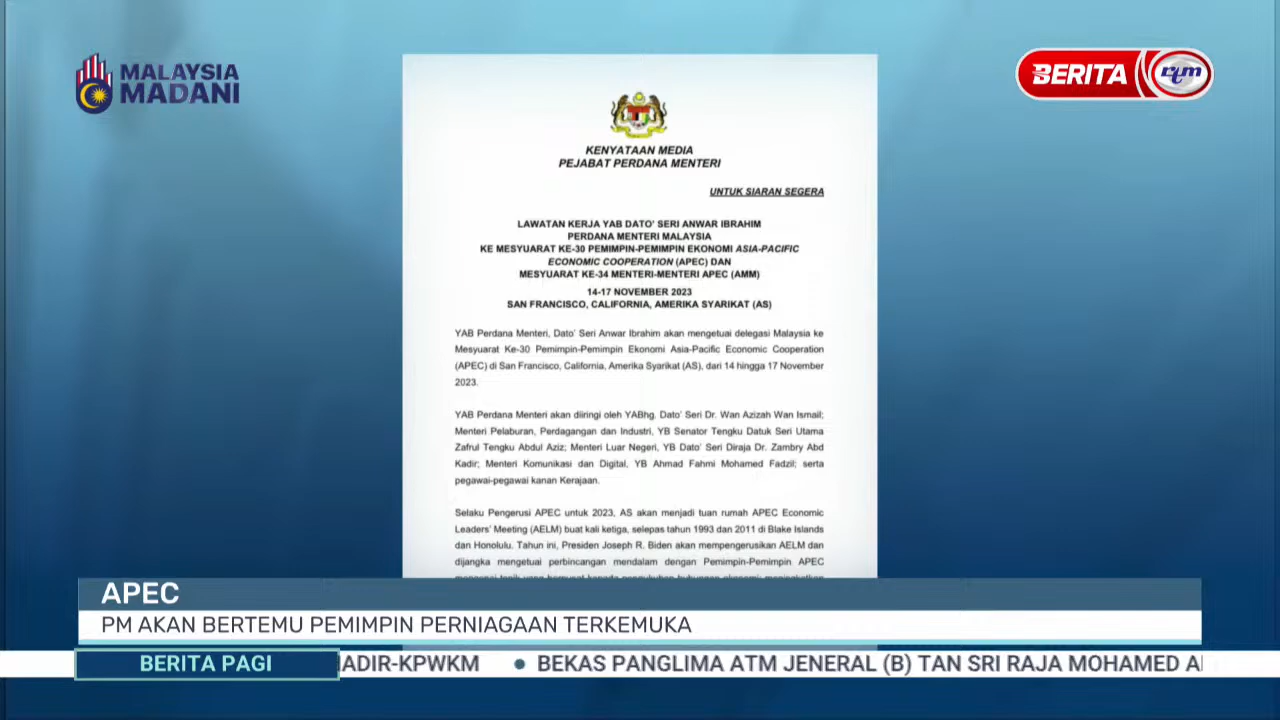 MALAYSIA
MADANI
BERITA rtm
KENYATAAN MEDIA
PEJABAT PERDANA MENTERI
UNTUK SIARAN SEGERA
LAWATAN KERJA YAB DATO' SERI ANWAR IBRAHIM
PERDANA MENTERI MALAYSIA
KE MESYUARAT KE-30 PEMIMPIN-PEMIMPIN EKONOMI ASIA-PACIFIC
ECONOMIC COOPERATION (APEC) DAN
MESYUARAT KE-34 MENTERI-MENTERI APEC (AMM)
14-17 NOVEMBER 2023
SAN FRANCISCO, CALIFORNIA, AMERIKA SYARIKAT (AS)
YAB Perdana Menteri, Dato' Seri Anwar Ibrahim akan mengetuai delegasi Malaysia ke
Mesyuarat Ke-30 Pemimpin-Pemimpin Ekonomi Asia-Pacific Economic Cooperation
(APEC) di San Francisco, California, Amerika Syarikat (AS), dari 14 hingga 17 November
2023.
YAB Perdana Menteri akan diiringi oleh YABhg. Dato' Seri Dr. Wan Azizah Wan Ismail;
Menteri Pelaburan, Perdagangan dan Industri, YB Senator Tengku Datuk Seri Utama
Zafrul Tengku Abdul Aziz; Menteri Luar Negeri, YB Dato' Seri Diraja Dr. Zambry Abd
Kadir; Menteri Komunikasi dan Digital, YB Ahmad Fahmi Mohamed Fadzil; serta
pegawai-pegawai kanan Kerajaan.
Selaku Pengerusi APEC untuk 2023, AS akan menjadi tuan rumah APEC Economic
Leaders' Meeting (AELM) buat kali ketiga, selepas tahun 1993 dan 2011 di Blake Islands
dan Honolulu. Tahun ini, Presiden Joseph R. Biden akan mempengerusikan AELM dan
dijangka mengetuai perbincangan mendalam dengan Pemimpin-Pemimpin APEC
APEC
PM AKAN BERTEMU PEMIMPIN PERNIAGAAN TERKEMUKA
BERITA PAGI HADIR-KPWKM • BEKAS PANGLIMA ATM JENERAL (B) TAN SRI RAJA MOHAMED